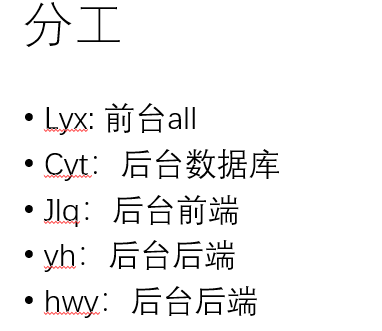 分工
• Lyx: 前台all
• Cyt： 后台数据库
• Jlq： 后台前端
• yh： 后台后端
• hwy： 后台后端